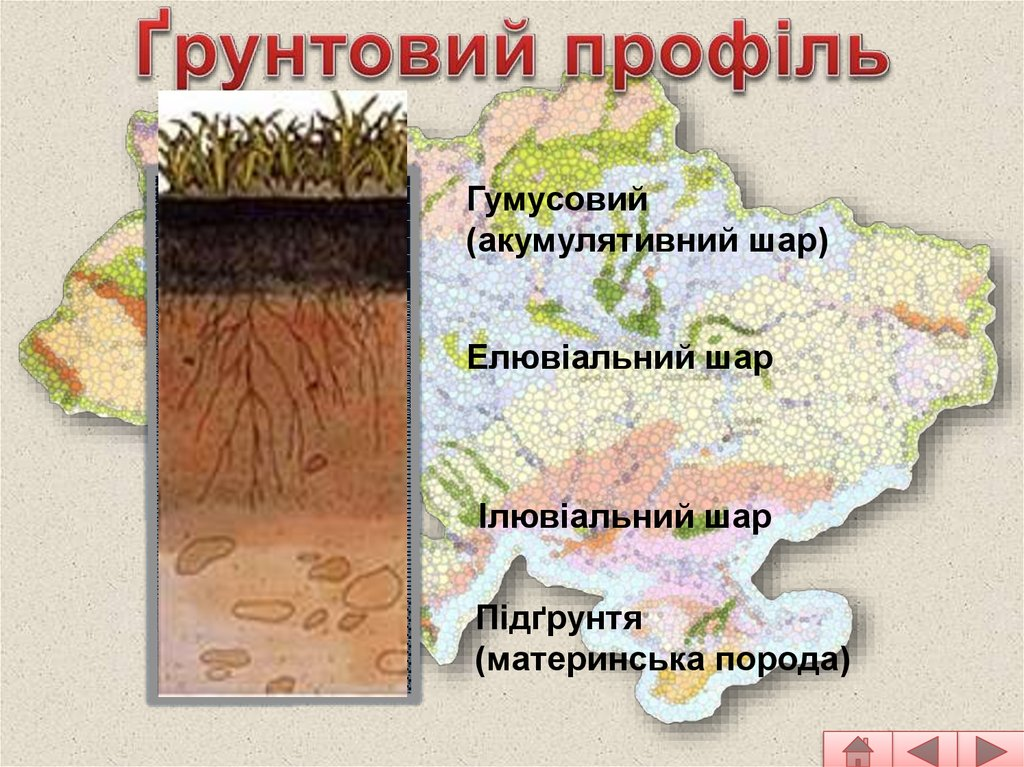 Ґрунтовий профіль
Гумусовий
(акумулятивний шар)
Елювіальний шар
Ілювіальний шар
Підґрунтя
(материнська порода)